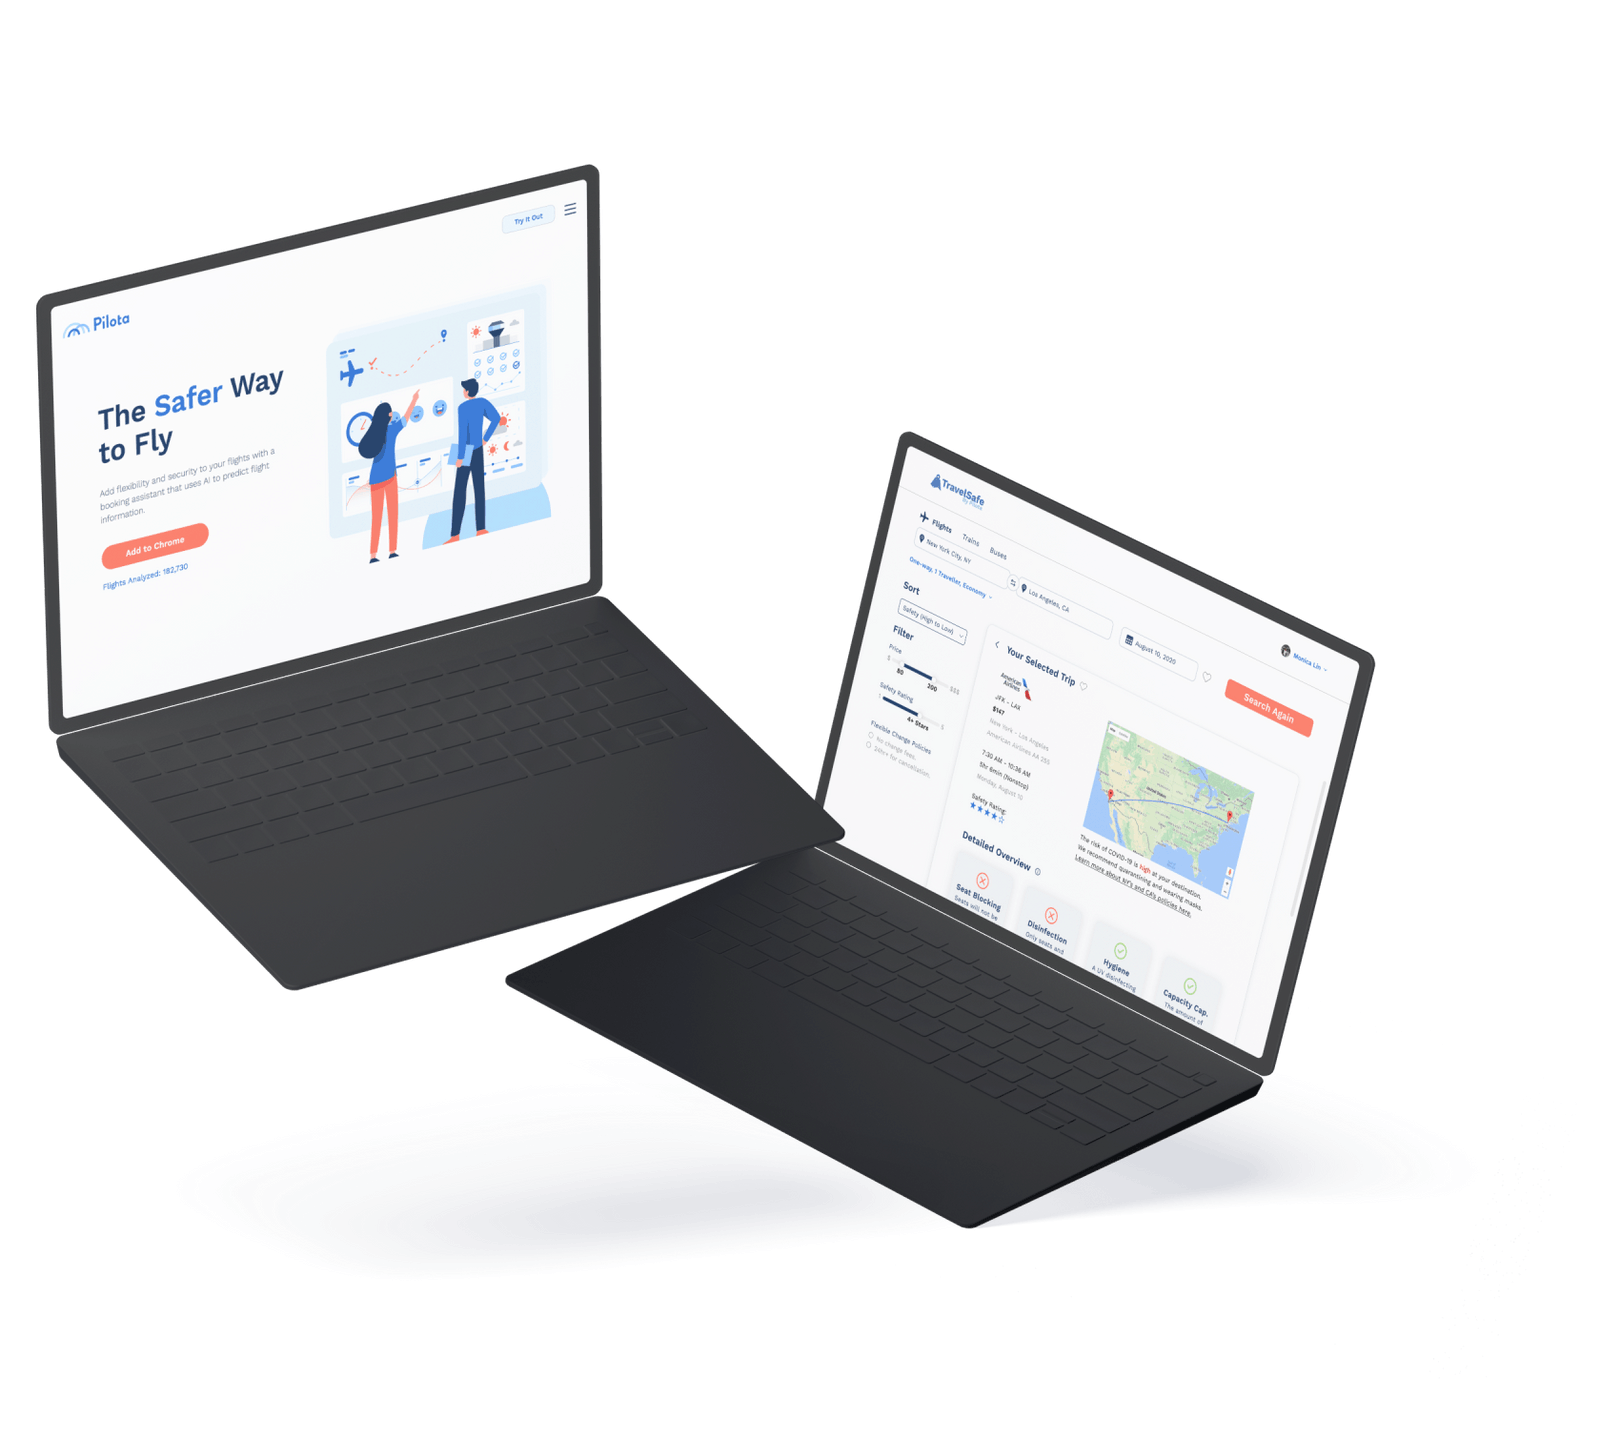 Try It Out
Pilota
The Safer Way
to Fly
Add flexibility and security to your flights with a
booking assistant that uses AI to predict flight
information.
Add to Chrome
Flights Analyzed: 182,730
TravelSafe
By Pilota
Monica Lin
Flights Trains Buses
New York City, NY
Los Angeles, CA
August 10, 2020
Search Again
One-way, 1 Traveller, Economy
Sort
Safety (High to Low)
Filter
Price
$ $$$
80 200
Safety Rating
1 5
4+ Stars
Flexible Change Policies
No change fees.
24hrs for cancellation.
Your Selected Trip
American
Airlines
JFK - LAX
$147
New York - Los Angeles
American Airlines AA 255
7:30 AM - 10:36 AM
5hr 6min (Nonstop)
Monday, August 10
Safety Rating:
The risk of COVID-19 is high at your destination.
We recommend quarantining and wearing masks.
Learn more about NY's and CA's policies here.
Detailed Overview
Seat Blocking
Seats will not be
Disinfection
Only seats and
Hygiene
A UV disinfecting
Capacity Cap.
The amount of